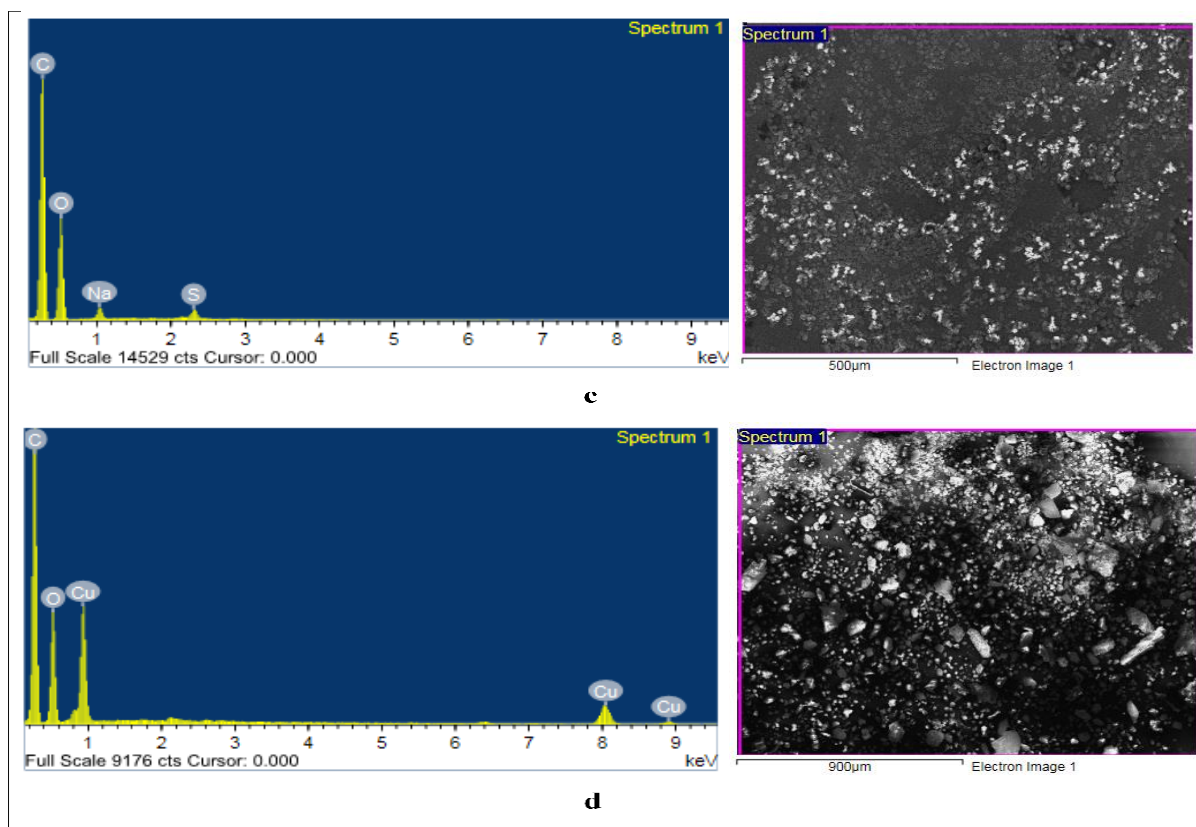 Spectrum 1
C
O
Na
S
1 2 3 4 5 6 7 8 9
Full Scale 14529 cts Cursor: 0.000 keV
Spectrum 1
500µm Electron Image 1
c
Spectrum 1
C
O
Cu
Cu
Cu
1 2 3 4 5 6 7 8 9
Full Scale 9176 cts Cursor: 0.000 keV
Spectrum 1
900µm Electron Image 1
d